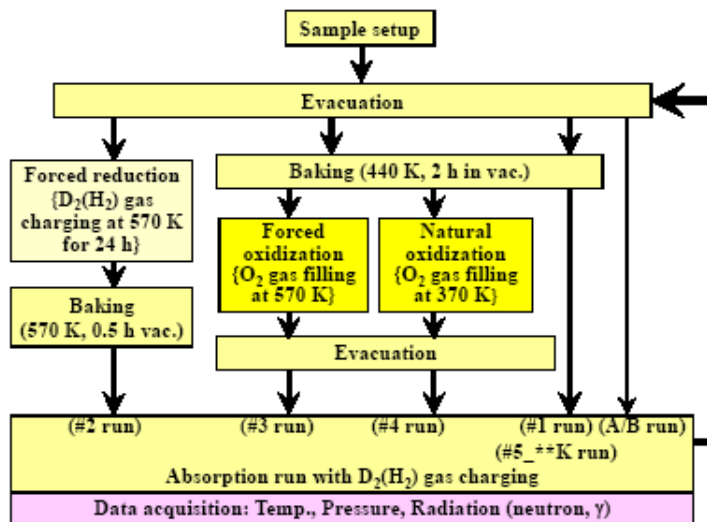 Sample setup
Evacuation
Forced reduction
{D₂(H₂) gas
charging at 570 K
for 24 h}
Baking
(570 K, 0.5 h vac.)
Baking (440 K, 2 h in vac.)
Forced
oxidization
{O₂ gas filling
at 570 K}
Natural
oxidization
{O₂ gas filling
at 370 K}
Evacuation
(#2 run) (#3 run) (#4 run) (#1 run) (A/B run)
(#5_**K run)
Absorption run with D₂(H₂) gas charging
Data acquisition: Temp., Pressure, Radiation (neutron, γ)